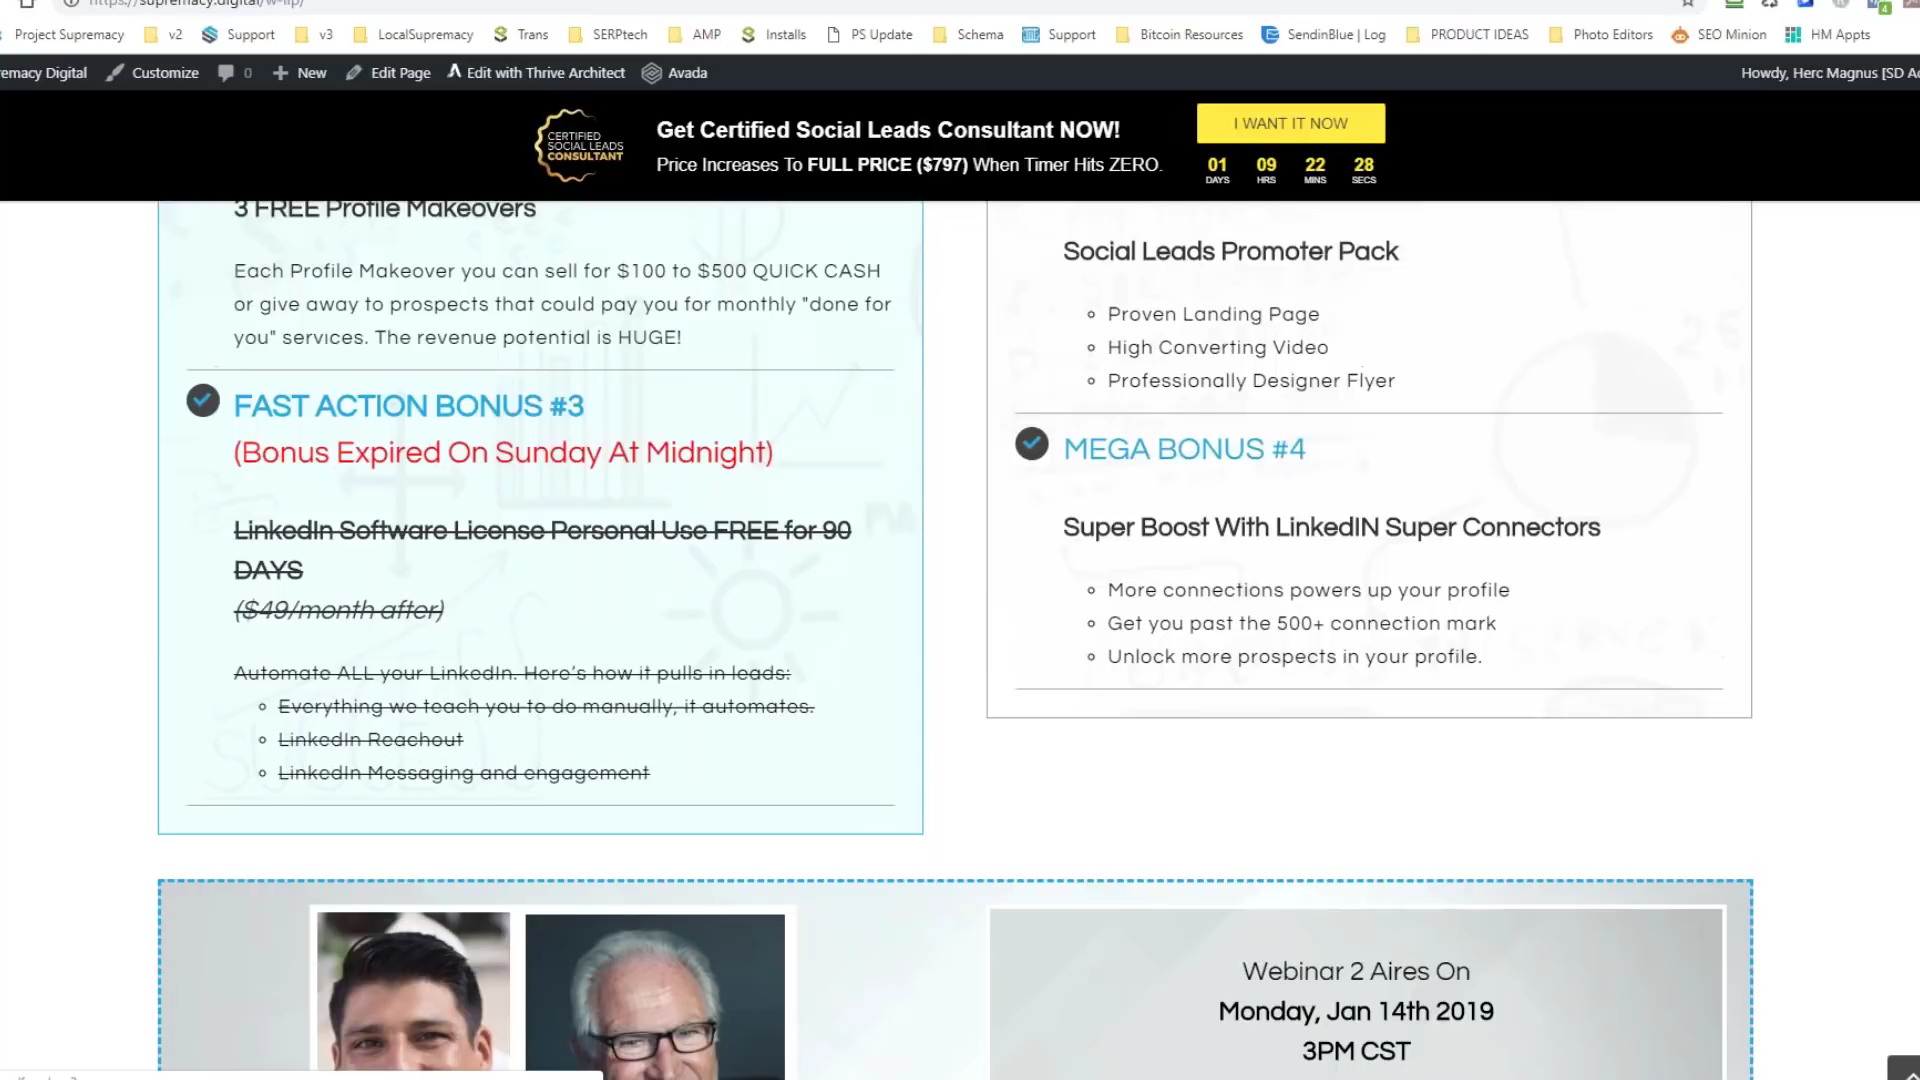 https://supremacy.digital/w-lip/
Project Supremacy v2 Support v3 LocalSupremacy Trans SERPtech AMP Installs PS Update Schema Support Bitcoin Resources SendinBlue | Log PRODUCT IDEAS Photo Editors SEO Minion HM Appts
4
remacy Digital Customize 0 New Edit Page Edit with Thrive Architect Avada Howdy, Herc Magnus [SD Ac
CERTIFIED
SOCIAL LEADS
CONSULTANT
Get Certified Social Leads Consultant NOW!
Price Increases To FULL PRICE ($797) When Timer Hits ZERO.
I WANT IT NOW
01 09 22 28
DAYS HRS MINS SECS
3 FREE Profile Makeovers
Each Profile Makeover you can sell for $100 to $500 QUICK CASH
or give away to prospects that could pay you for monthly "done for
you" services. The revenue potential is HUGE!
FAST ACTION BONUS #3
(Bonus Expired On Sunday At Midnight)
LinkedIn Software License Personal Use FREE for 90
DAYS
($49/month after)
Automate ALL your LinkedIn. Here's how it pulls in leads:
Everything we teach you to do manually, it automates.
LinkedIn Reachout
LinkedIn Messaging and engagement
Social Leads Promoter Pack
Proven Landing Page
High Converting Video
Professionally Designer Flyer
MEGA BONUS #4
Super Boost With LinkedIN Super Connectors
More connections powers up your profile
Get you past the 500+ connection mark
Unlock more prospects in your profile.
Webinar 2 Aires On
Monday, Jan 14th 2019
3PM CST